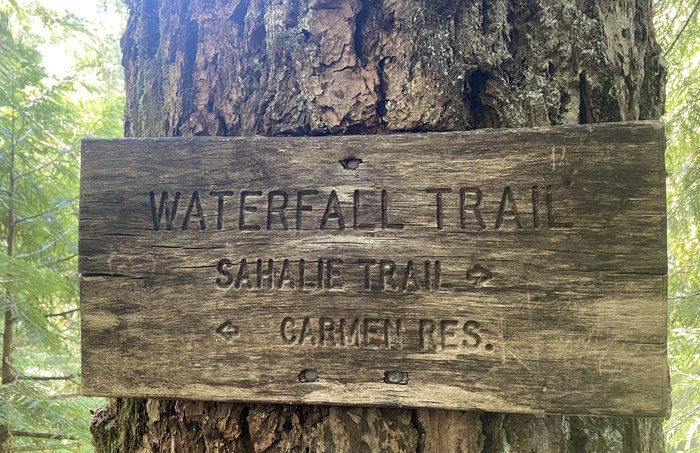 WATERFALL TRAIL
SAHALIE TRAIL →
← CARMEN RES.